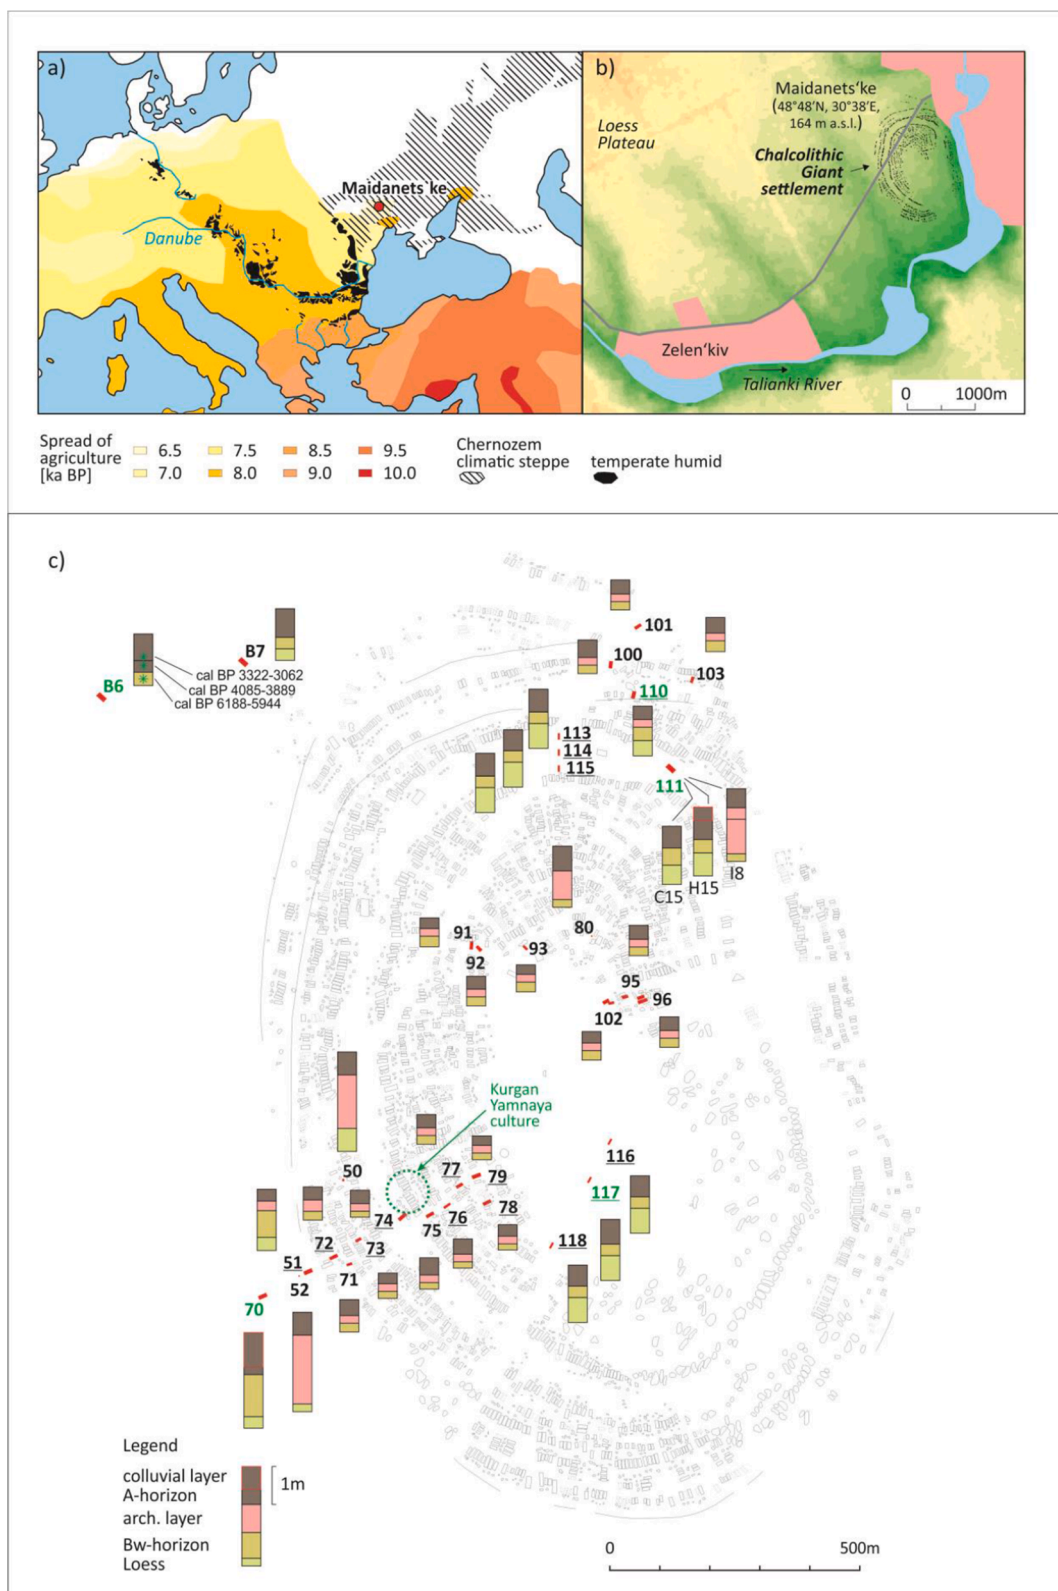 a)
Maidanets`ke
Danube
b)
Maidanets‘ke
(48°48‘N, 30°38‘E,
164 m a.s.l.)
Loess
Plateau
Chalcolithic
Giant
settlement
Zelen‘kiv
Talianki River
0 1000m
Spread of
agriculture
[ka BP]
6.5 7.5 8.5 9.5
7.0 8.0 9.0 10.0
Chernozem
climatic steppe
temperate humid
c)
B6
B7
cal BP 3322-3062
cal BP 4085-3889
cal BP 6188-5944
101
100
103
110
113
114
115
111
C15
H15
I8
91
92
93
80
95
96
102
Kurgan
Yamnaya
culture
50
77
79
74
75
76
78
116
117
118
72
73
51
52
71
70
Legend
colluvial layer
A-horizon
1m
arch. layer
Bw-horizon
Loess
0 500m